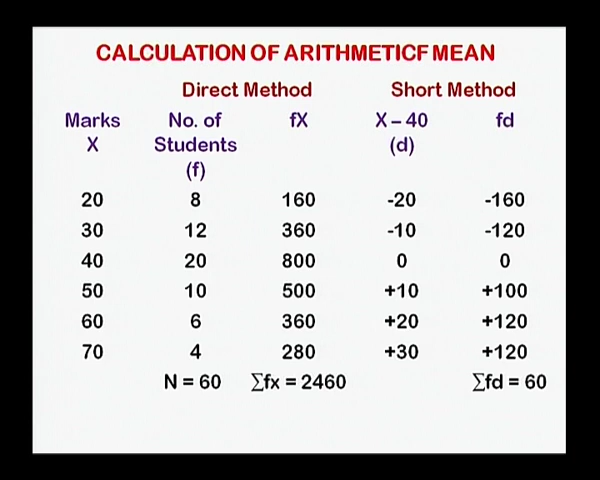 CALCULATION OF ARITHMETICF MEAN
Direct Method Short Method
Marks No. of fX X – 40 fd
X Students (d)
(f)
20 8 160 -20 -160
30 12 360 -10 -120
40 20 800 0 0
50 10 500 +10 +100
60 6 360 +20 +120
70 4 280 +30 +120
N = 60 ∑fx = 2460 ∑fd = 60